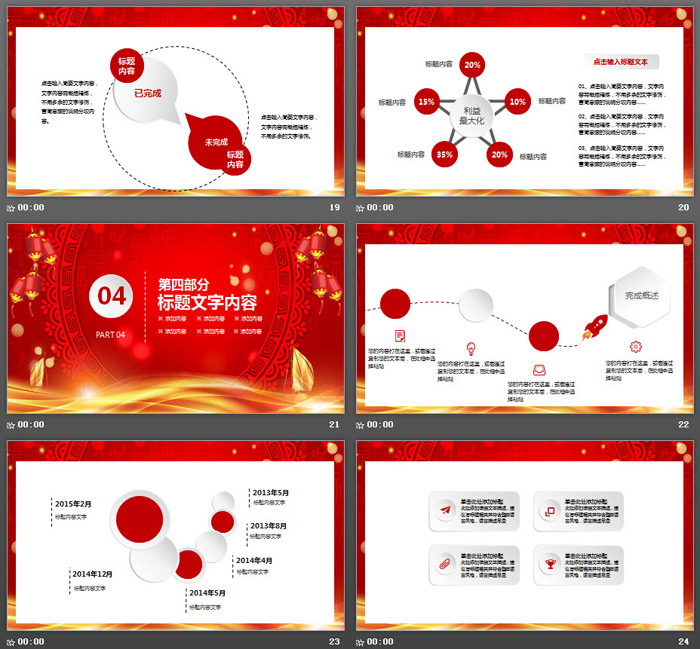 标题
内容
已完成
点击输入简要文字内容，
文字内容需概括精炼，
不用多余的文字修饰，
言简意赅的说明分项内
容。
未完成
标题
内容
点击输入简要文字内容，
文字内容需概括精炼，
不用多余的文字修饰。
00:00
19
标题内容
20%
标题内容
15%
10%
标题内容
利益
最大化
标题内容
35%
20%
标题内容
点击输入标题文本
01、点击输入简要文字内容，文字内
容需概括精炼，不用多余的文字修饰，
言简意赅的说明分项内容……
02、点击输入简要文字内容，文字内
容需概括精炼，不用多余的文字修饰，
言简意赅的说明分项内容……
03、点击输入简要文字内容，文字内
容需概括精炼，不用多余的文字修饰，
言简意赅的说明分项内容……
00:00
20
04
PART 04
第四部分
标题文字内容
添加内容
添加内容
添加内容
添加内容
添加内容
添加内容
00:00
21
完成概述
您的内容打在这里，或者通过
复制您的文本后，在此框中选
择粘贴
您的内容打在这里，或者通过
复制您的文本后，在此框中选
择粘贴
您的内容打在这里，或者通过
复制您的文本后，在此框中选
择粘贴
您的内容打在这里，或者通过
复制您的文本后，在此框中选
择粘贴
00:00
22
2015年2月
标题内容文字
2014年12月
标题内容文字
2013年5月
标题内容文字
2013年8月
标题内容文字
2014年4月
标题内容文字
2014年5月
标题内容文字
00:00
23
单击此处添加标题
单击此处添加标题
单击此处添加标题
单击此处添加标题
00:00
24